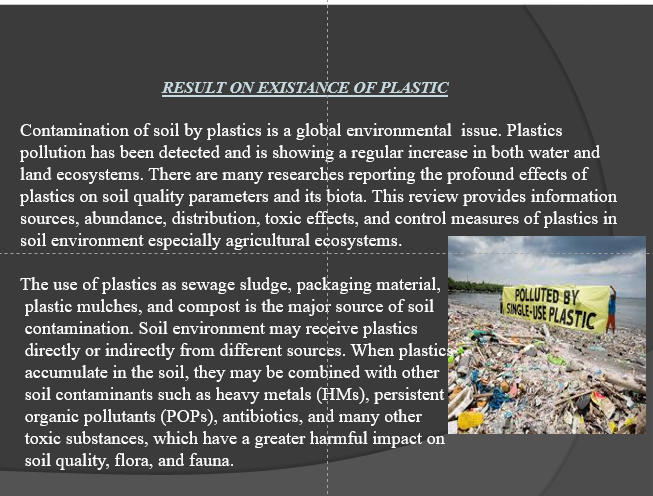 RESULT ON EXISTANCE OF PLASTIC
Contamination of soil by plastics is a global environmental issue. Plastics
pollution has been detected and is showing a regular increase in both water and
land ecosystems. There are many researches reporting the profound effects of
plastics on soil quality parameters and its biota. This review provides information
sources, abundance, distribution, toxic effects, and control measures of plastics in
soil environment especially agricultural ecosystems.
The use of plastics as sewage sludge, packaging material,
plastic mulches, and compost is the major source of soil
contamination. Soil environment may receive plastics
directly or indirectly from different sources. When plastics
accumulate in the soil, they may be combined with other
soil contaminants such as heavy metals (HMs), persistent
organic pollutants (POPs), antibiotics, and many other
toxic substances, which have a greater harmful impact on
soil quality, flora, and fauna.
POLLUTED BY
SINGLE-USE PLASTIC